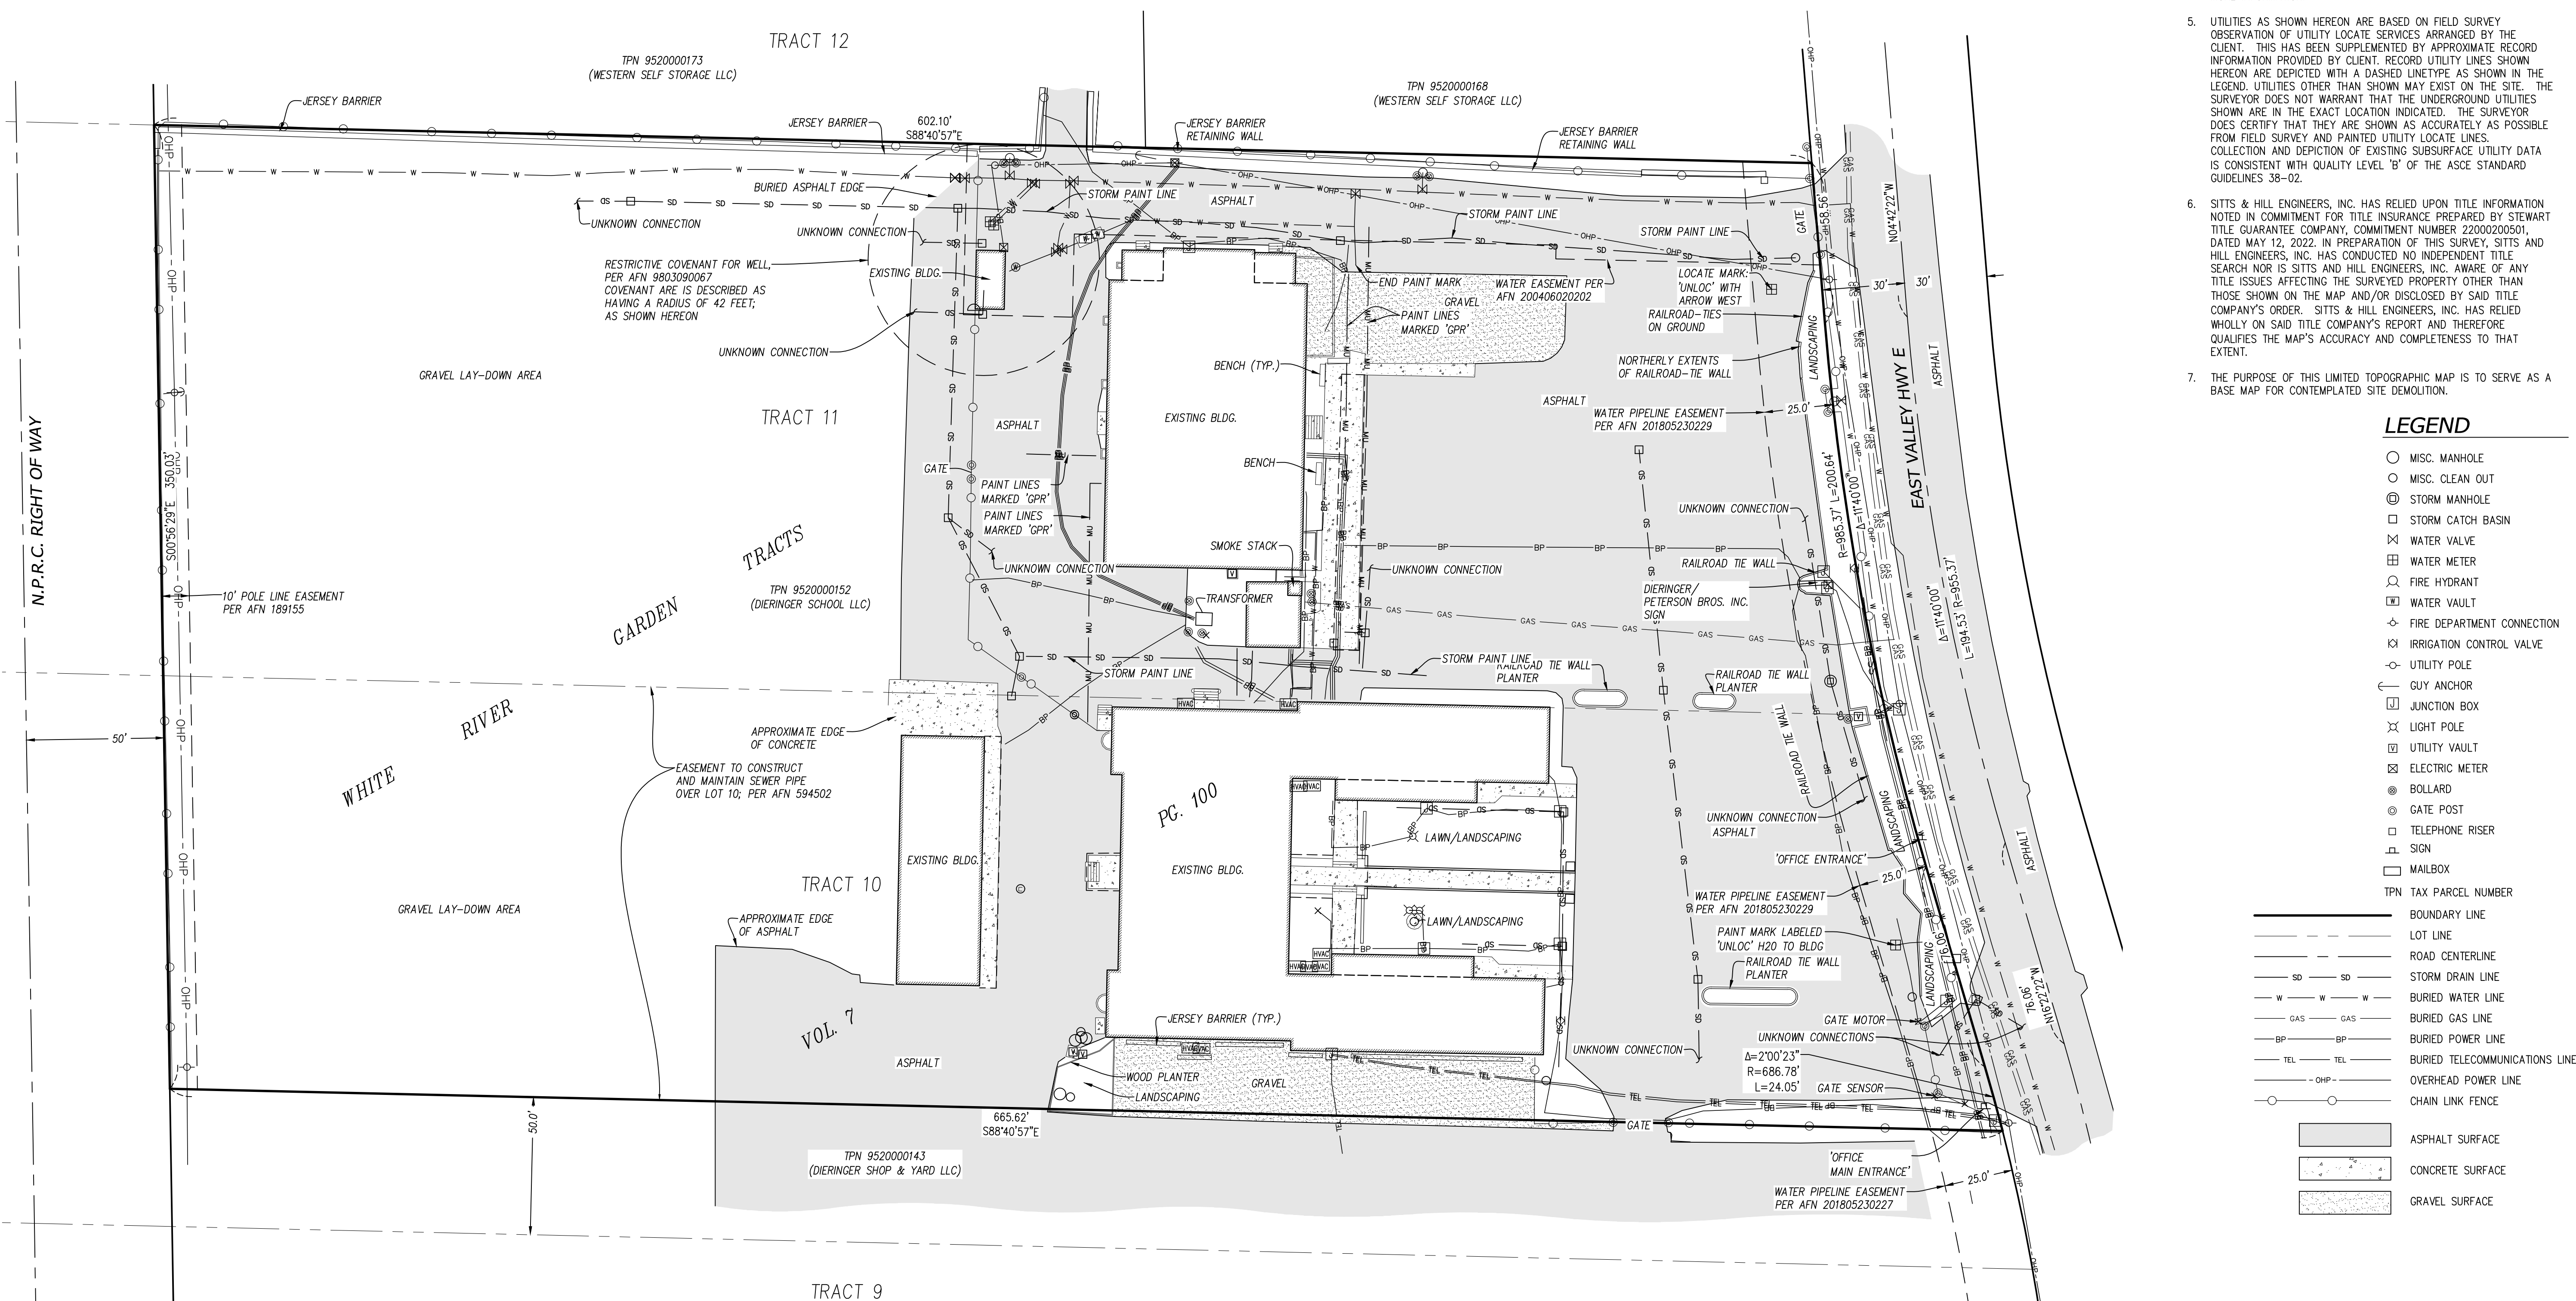 TRACT 12
TPN 9520000173
(WESTERN SELF STORAGE LLC)
TPN 9520000168
(WESTERN SELF STORAGE LLC)
JERSEY BARRIER
JERSEY BARRIER
602.10'
S88°40'57"E
JERSEY BARRIER
RETAINING WALL
JERSEY BARRIER
RETAINING WALL
BURIED ASPHALT EDGE
UNKNOWN CONNECTION
UNKNOWN CONNECTION
STORM PAINT LINE
ASPHALT
STORM PAINT LINE
STORM PAINT LINE
GATE
58.56'
N04°42'22"W
RESTRICTIVE COVENANT FOR WELL,
PER AFN 9803090067
COVENANT ARE IS DESCRIBED AS
HAVING A RADIUS OF 42 FEET;
AS SHOWN HEREON
EXISTING BLDG.
UNKNOWN CONNECTION
END PAINT MARK
GRAVEL
PAINT LINES
MARKED 'GPR'
WATER EASEMENT PER
AFN 200406020202
LOCATE MARK:
'UNLOC' WITH
ARROW WEST
RAILROAD-TIES
ON GROUND
30'
30'
LANDSCAPING
NORTHERLY EXTENTS
OF RAILROAD-TIE WALL
BENCH (TYP.)
GRAVEL LAY-DOWN AREA
TRACT 11
ASPHALT
EXISTING BLDG.
ASPHALT
WATER PIPELINE EASEMENT
PER AFN 201805230229
25.0'
EAST VALLEY HWY E
ASPHALT
N.P.R.C. RIGHT OF WAY
S00°56'29"E 350.03'
GATE
BENCH
PAINT LINES
MARKED 'GPR'
PAINT LINES
MARKED 'GPR'
SMOKE STACK
UNKNOWN CONNECTION
R=985.37' L=200.64'
Δ=11°40'00"
UNKNOWN CONNECTION
UNKNOWN CONNECTION
RAILROAD TIE WALL
10' POLE LINE EASEMENT
PER AFN 189155
TRACTS
TPN 9520000152
(DIERINGER SCHOOL LLC)
TRANSFORMER
DIERINGER/
PETERSON BROS. INC.
SIGN
Δ=11°40'00"
L=194.53' R=955.37'
GARDEN
STORM PAINT LINE
STORM PAINT LINE
RAILROAD TIE WALL
PLANTER
RAILROAD TIE WALL
PLANTER
RIVER
50'
APPROXIMATE EDGE
OF CONCRETE
HVAC
HVAC
RAILROAD TIE WALL
EASEMENT TO CONSTRUCT
AND MAINTAIN SEWER PIPE
OVER LOT 10; PER AFN 594502
WHITE
PG. 100
LAWN/LANDSCAPING
UNKNOWN CONNECTION
ASPHALT
LANDSCAPING
ASPHALT
EXISTING BLDG.
EXISTING BLDG.
'OFFICE ENTRANCE'
TRACT 10
25.0'
GRAVEL LAY-DOWN AREA
WATER PIPELINE EASEMENT
PER AFN 201805230229
APPROXIMATE EDGE
OF ASPHALT
LAWN/LANDSCAPING
PAINT MARK LABELED
'UNLOC' H20 TO BLDG
HVAC
RAILROAD TIE WALL
PLANTER
LANDSCAPING
76.06'
76.06'
N16°22'22"W
VOL. 7
JERSEY BARRIER (TYP.)
GATE MOTOR
UNKNOWN CONNECTIONS
ASPHALT
UNKNOWN CONNECTION
Δ=2°00'23"
R=686.78'
L=24.05'
WOOD PLANTER
GRAVEL
LANDSCAPING
GATE SENSOR
50.0'
665.62'
S88°40'57"E
GATE
TPN 9520000143
(DIERINGER SHOP & YARD LLC)
'OFFICE
MAIN ENTRANCE'
25.0'
WATER PIPELINE EASEMENT
PER AFN 201805230227
TRACT 9
5. UTILITIES AS SHOWN HEREON ARE BASED ON FIELD SURVEY
OBSERVATION OF UTILITY LOCATE SERVICES ARRANGED BY THE
CLIENT. THIS HAS BEEN SUPPLEMENTED BY APPROXIMATE RECORD
INFORMATION PROVIDED BY CLIENT. RECORD UTILITY LINES SHOWN
HEREON ARE DEPICTED WITH A DASHED LINETYPE AS SHOWN IN THE
LEGEND. UTILITIES OTHER THAN SHOWN MAY EXIST ON THE SITE. THE
SURVEYOR DOES NOT WARRANT THAT THE UNDERGROUND UTILITIES
SHOWN ARE IN THE EXACT LOCATION INDICATED. THE SURVEYOR
DOES CERTIFY THAT THEY ARE SHOWN AS ACCURATELY AS POSSIBLE
FROM FIELD SURVEY AND PAINTED UTILITY LOCATE LINES.
COLLECTION AND DEPICTION OF EXISTING SUBSURFACE UTILITY DATA
IS CONSISTENT WITH QUALITY LEVEL 'B' OF THE ASCE STANDARD
GUIDELINES 38-02.
6. SITTS & HILL ENGINEERS, INC. HAS RELIED UPON TITLE INFORMATION
NOTED IN COMMITMENT FOR TITLE INSURANCE PREPARED BY STEWART
TITLE GUARANTEE COMPANY, COMMITMENT NUMBER 22000200501,
DATED MAY 12, 2022. IN PREPARATION OF THIS SURVEY, SITTS AND
HILL ENGINEERS, INC. HAS CONDUCTED NO INDEPENDENT TITLE
SEARCH NOR IS SITTS AND HILL ENGINEERS, INC. AWARE OF ANY
TITLE ISSUES AFFECTING THE SURVEYED PROPERTY OTHER THAN
THOSE SHOWN ON THE MAP AND/OR DISCLOSED BY SAID TITLE
COMPANY'S ORDER. SITTS & HILL ENGINEERS, INC. HAS RELIED
WHOLLY ON SAID TITLE COMPANY'S REPORT AND THEREFORE
QUALIFIES THE MAP'S ACCURACY AND COMPLETENESS TO THAT
EXTENT.
7. THE PURPOSE OF THIS LIMITED TOPOGRAPHIC MAP IS TO SERVE AS A
BASE MAP FOR CONTEMPLATED SITE DEMOLITION.
LEGEND
MISC. MANHOLE
MISC. CLEAN OUT
STORM MANHOLE
STORM CATCH BASIN
WATER VALVE
WATER METER
FIRE HYDRANT
W WATER VAULT
FIRE DEPARTMENT CONNECTION
IRRIGATION CONTROL VALVE
UTILITY POLE
GUY ANCHOR
J JUNCTION BOX
LIGHT POLE
V UTILITY VAULT
ELECTRIC METER
BOLLARD
GATE POST
TELEPHONE RISER
SIGN
MAILBOX
TPN TAX PARCEL NUMBER
BOUNDARY LINE
LOT LINE
ROAD CENTERLINE
SD SD STORM DRAIN LINE
W W W BURIED WATER LINE
GAS GAS BURIED GAS LINE
BP BP BURIED POWER LINE
TEL TEL BURIED TELECOMMUNICATIONS LINE
OHP OVERHEAD POWER LINE
CHAIN LINK FENCE
ASPHALT SURFACE
CONCRETE SURFACE
GRAVEL SURFACE